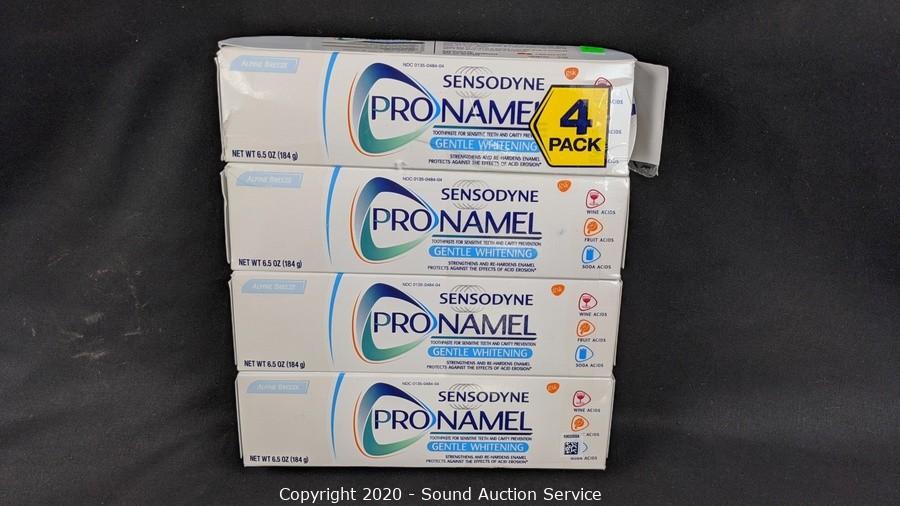 ALPINE BREEZE
NDC 0135-0484-04
SENSODYNE
gsk
PRONAMEL
4
PACK
TOOTHPASTE FOR SENSITIVE TEETH AND CAVITY
GENTLE WHITENING
STRENGTHENS AND RE-HARDENS ENAMEL
PROTECTS AGAINST THE EFFECTS OF ACID EROSION*
NET WT 6.5 OZ (184 g)
ALPINE BREEZE
NDC 0135-0484-04
SENSODYNE
gsk
PRONAMEL
TOOTHPASTE FOR SENSITIVE TEETH AND CAVITY PREVENTION
GENTLE WHITENING
STRENGTHENS AND RE-HARDENS ENAMEL
PROTECTS AGAINST THE EFFECTS OF ACID EROSION*
WINE ACIDS
FRUIT ACIDS
SODA ACIDS
NET WT 6.5 OZ (184 g)
ALPINE BREEZE
NDC 0135-0484-04
SENSODYNE
gsk
PRONAMEL
TOOTHPASTE FOR SENSITIVE TEETH AND CAVITY PREVENTION
GENTLE WHITENING
STRENGTHENS AND RE-HARDENS ENAMEL
PROTECTS AGAINST THE EFFECTS OF ACID EROSION*
WINE ACIDS
FRUIT ACIDS
SODA ACIDS
NET WT 6.5 OZ (184 g)
ALPINE BREEZE
NDC 0135-0484-04
SENSODYNE
gsk
PRONAMEL
TOOTHPASTE FOR SENSITIVE TEETH AND CAVITY PREVENTION
GENTLE WHITENING
STRENGTHENS AND RE-HARDENS ENAMEL
PROTECTS AGAINST THE EFFECTS OF ACID EROSION*
WINE ACIDS
ACIDS
ACIDS
NET WT 6.5 OZ (184 g)
Copyright 2020 - Sound Auction Service